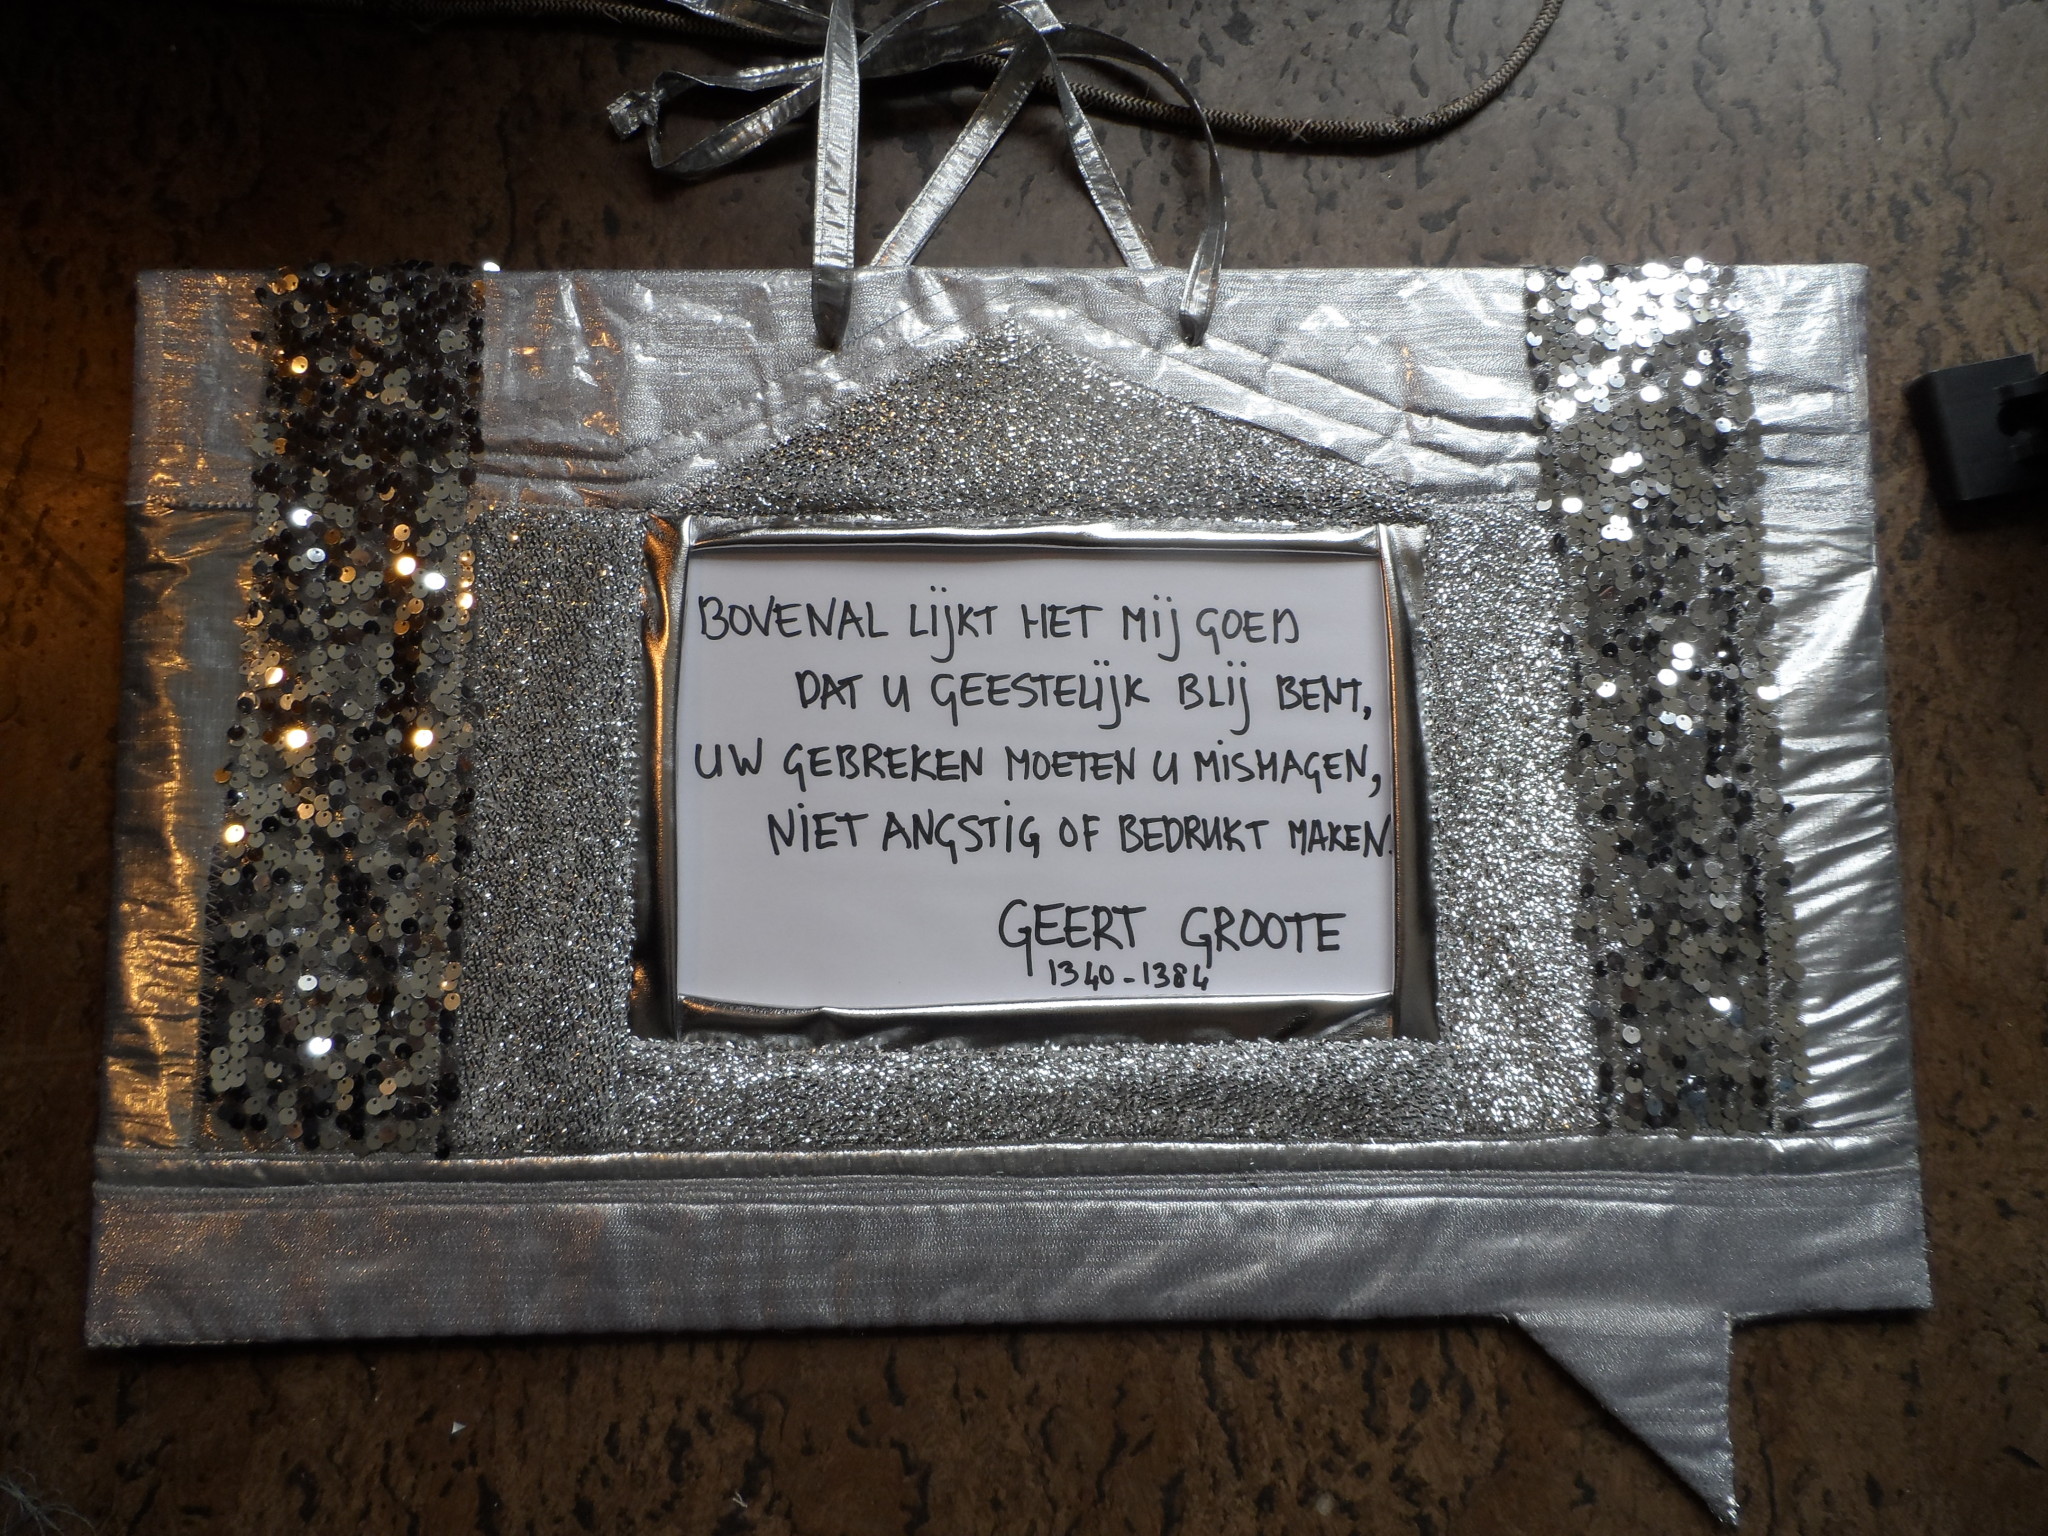 BOVENAL LIJKT HET MIJ GOED
DAT U GEESTELIJK BLIJ BENT,
UW GEBREKEN MOETEN U MISHAGEN,
NIET ANGSTIG OF BEDRUKT MAKEN.
GEERT GROOTE
1340-1384